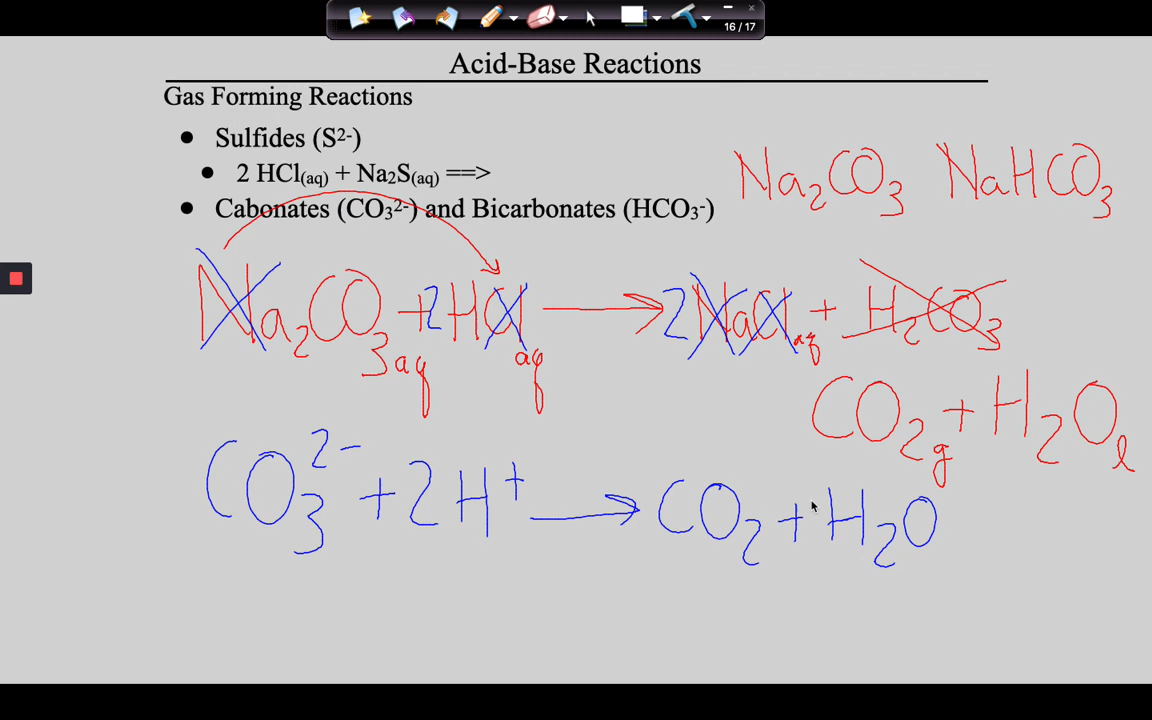 16 / 17
Acid-Base Reactions
Gas Forming Reactions
● Sulfides (S²⁻)
● 2 HCl(aq) + Na₂S(aq) ==>
● Cabonates (CO₃²⁻) and Bicarbonates (HCO₃⁻)
Na₂CO₃ NaHCO₃
Na₂CO₃ aq + 2HCl aq ⟶ 2NaCl aq + H₂CO₃
CO₂ g + H₂O l
CO₃²⁻ + 2H⁺ ⟶ CO₂ + H₂O